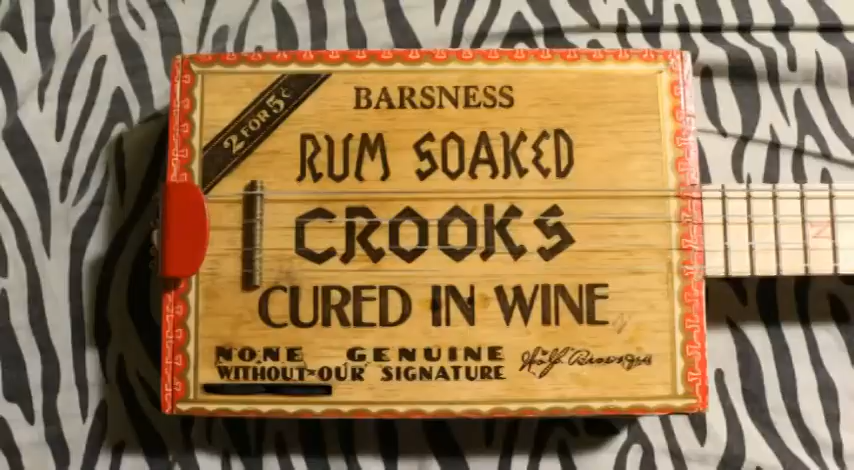 2 FOR 5¢
BARSNESS
RUM SOAKED
CROOKS
CURED IN WINE
NONE GENUINE
WITHOUT OUR SIGNATURE